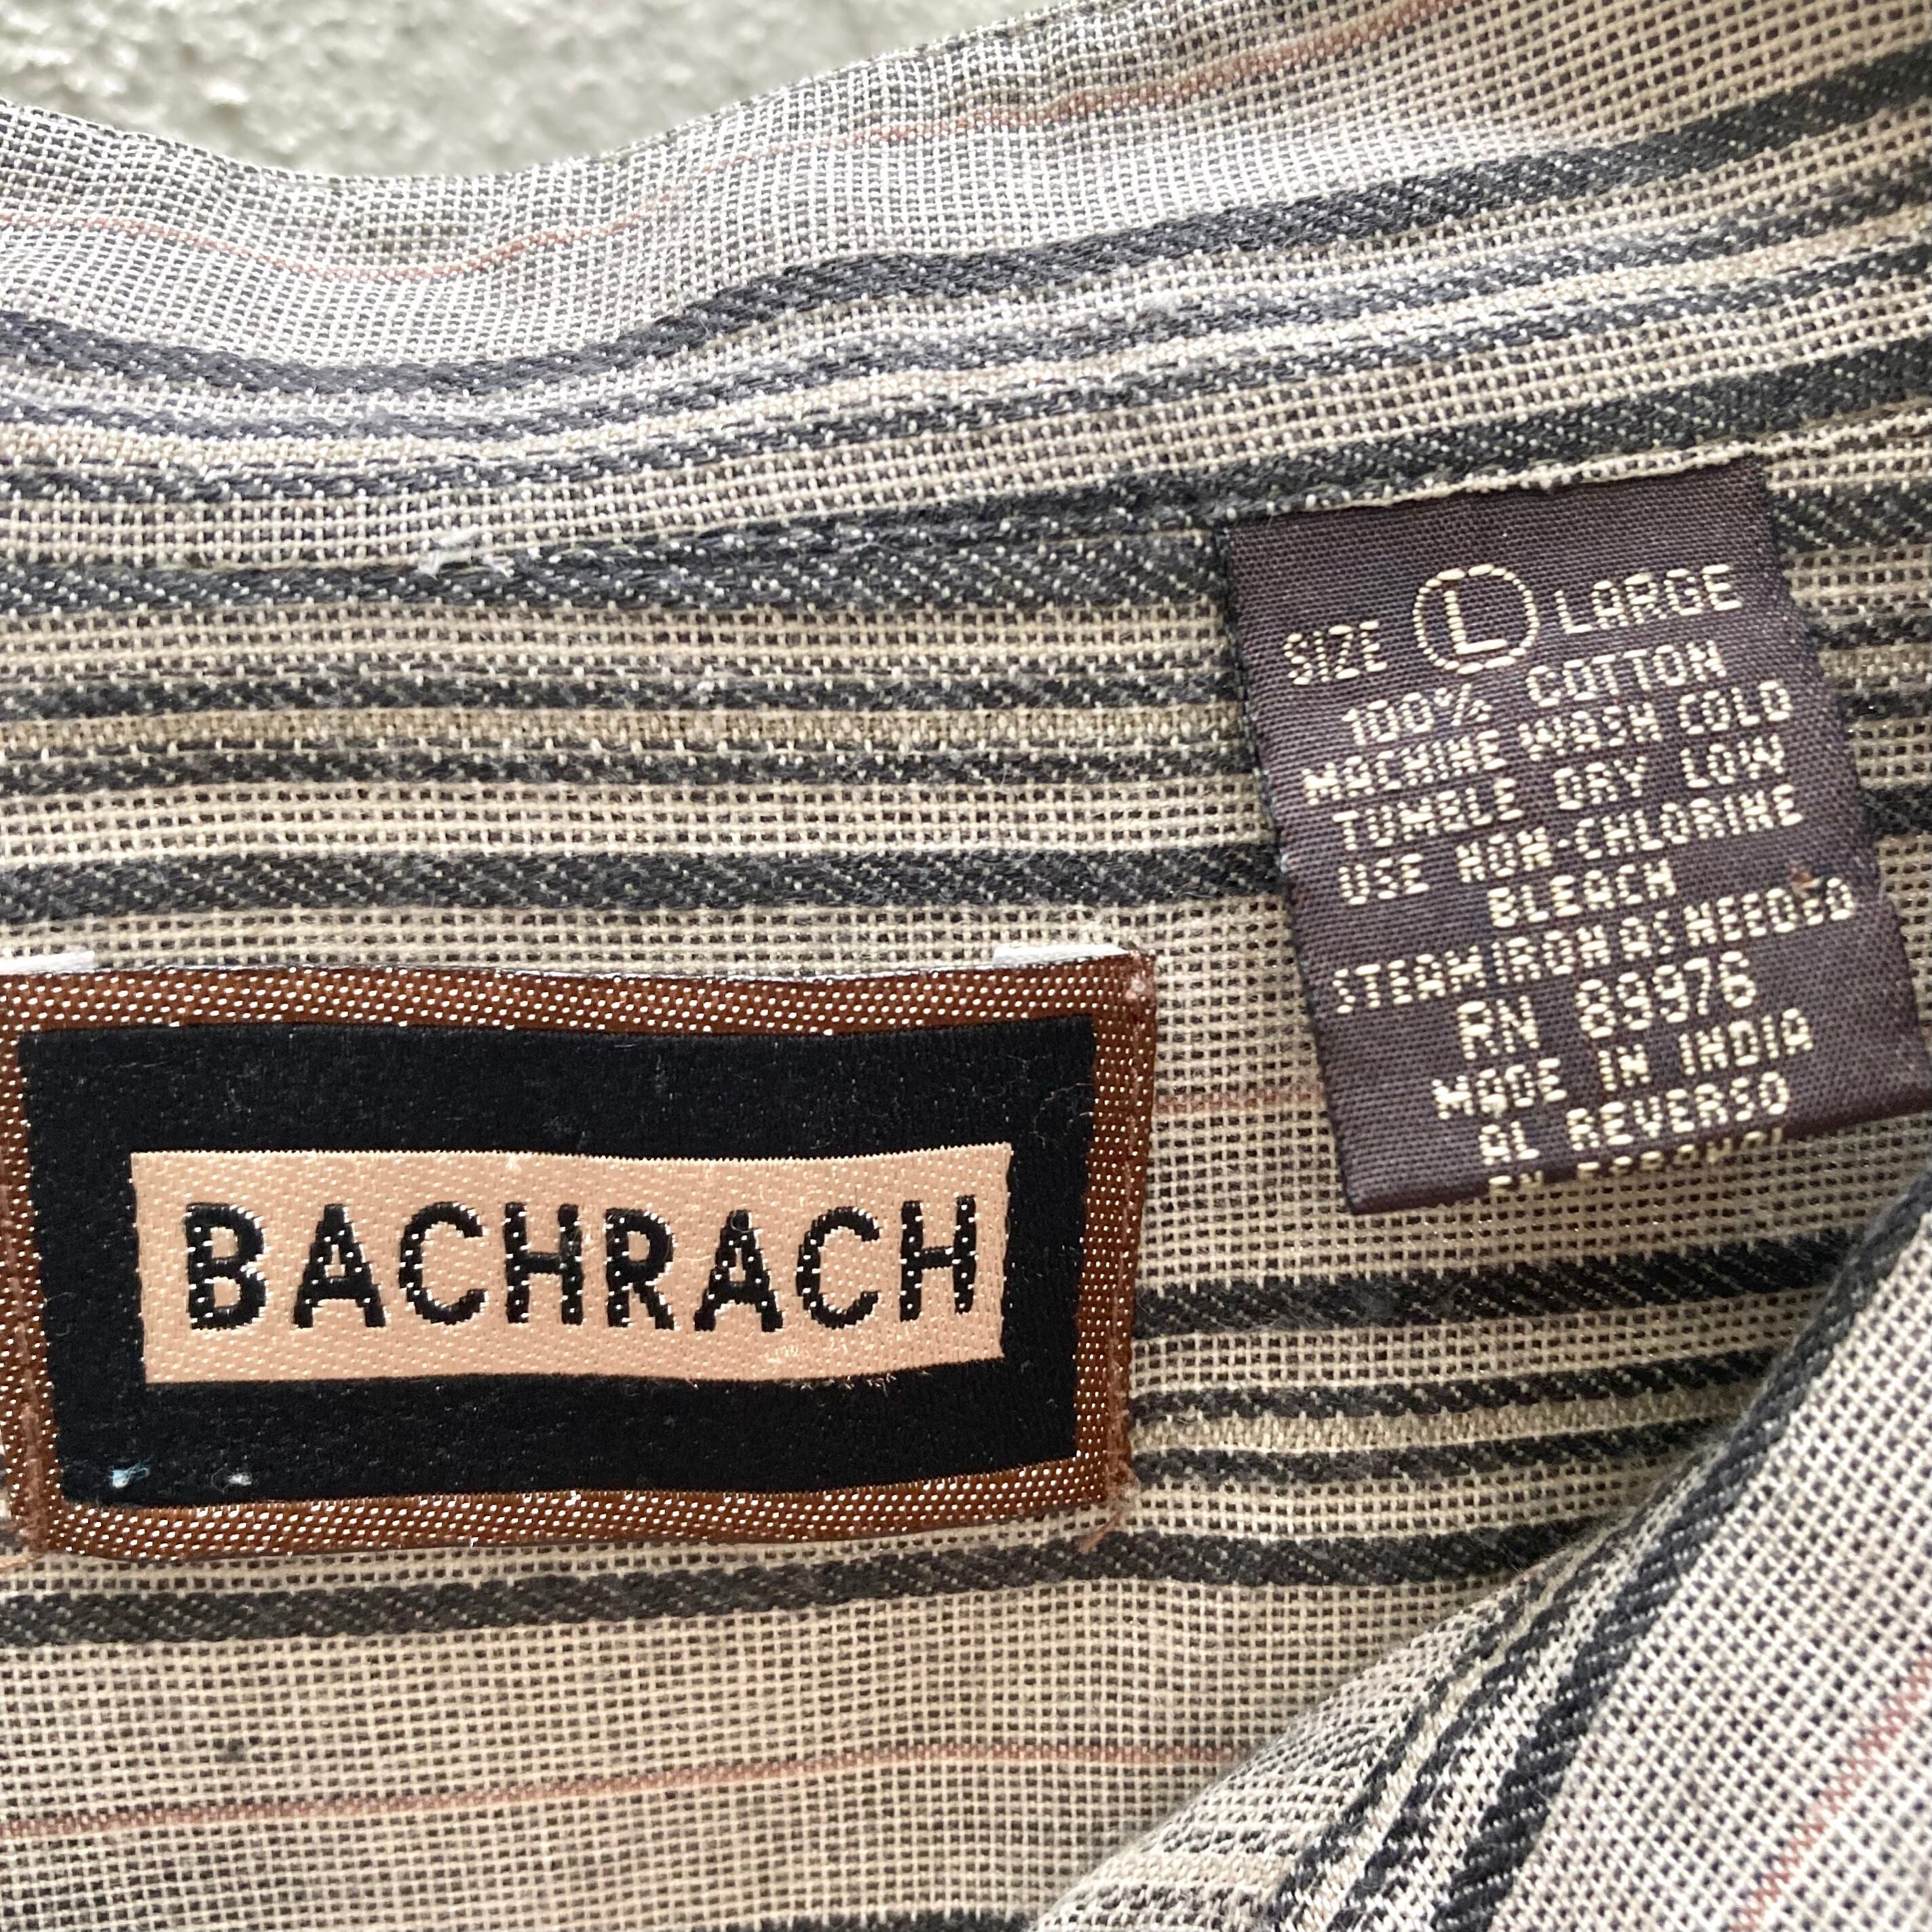 SIZE L LARGE
100% COTTON
MACHINE WASH COLD
TUMBLE DRY LOW
USE NON-CHLORINE
BLEACH
STEAM IRON AS NEEDED
RN 89976
MADE IN INDIA
AL REVERSO
BACHRACH